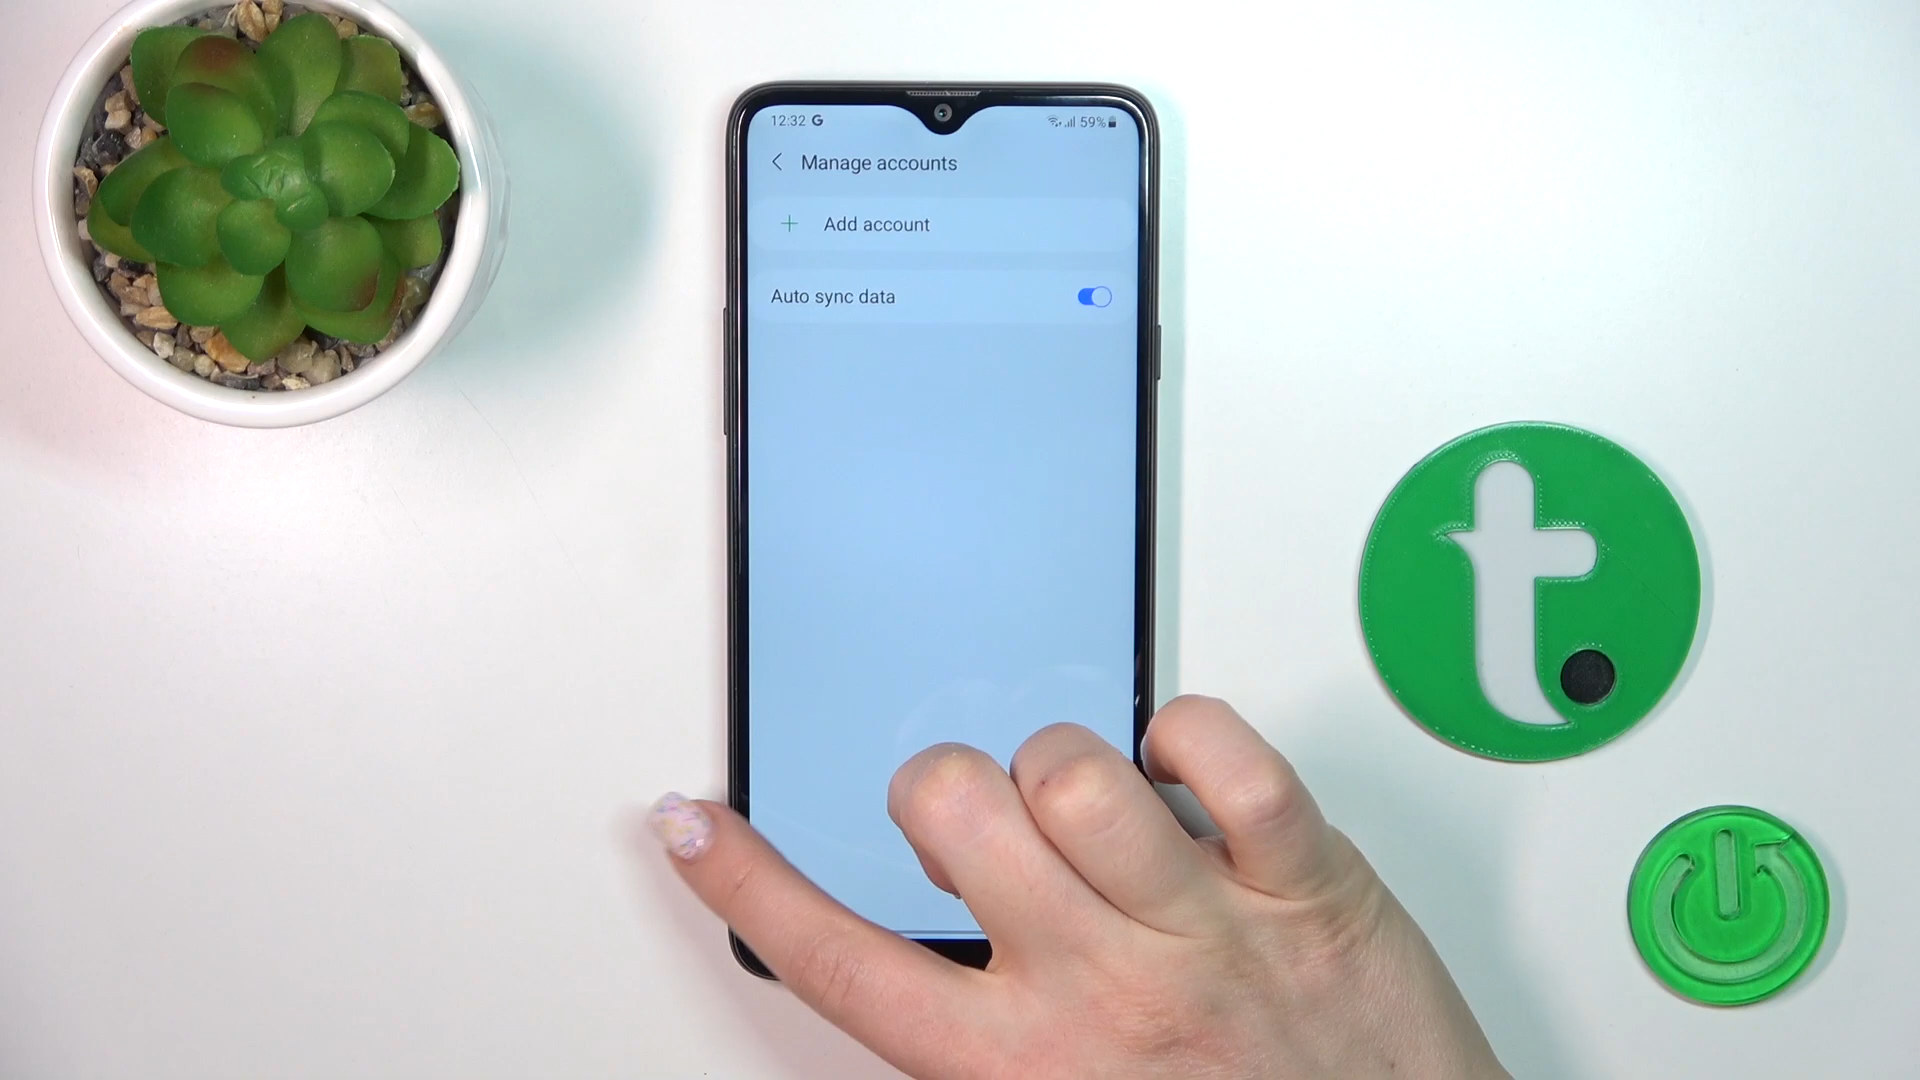 12:32 G
59%
Manage accounts
Add account
Auto sync data
t.